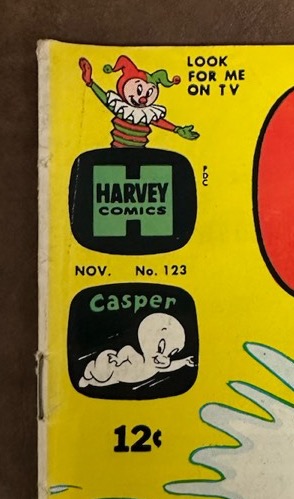 LOOK
FOR ME
ON TV
PDC
HARVEY
COMICS
NOV. No. 123
Casper
12¢